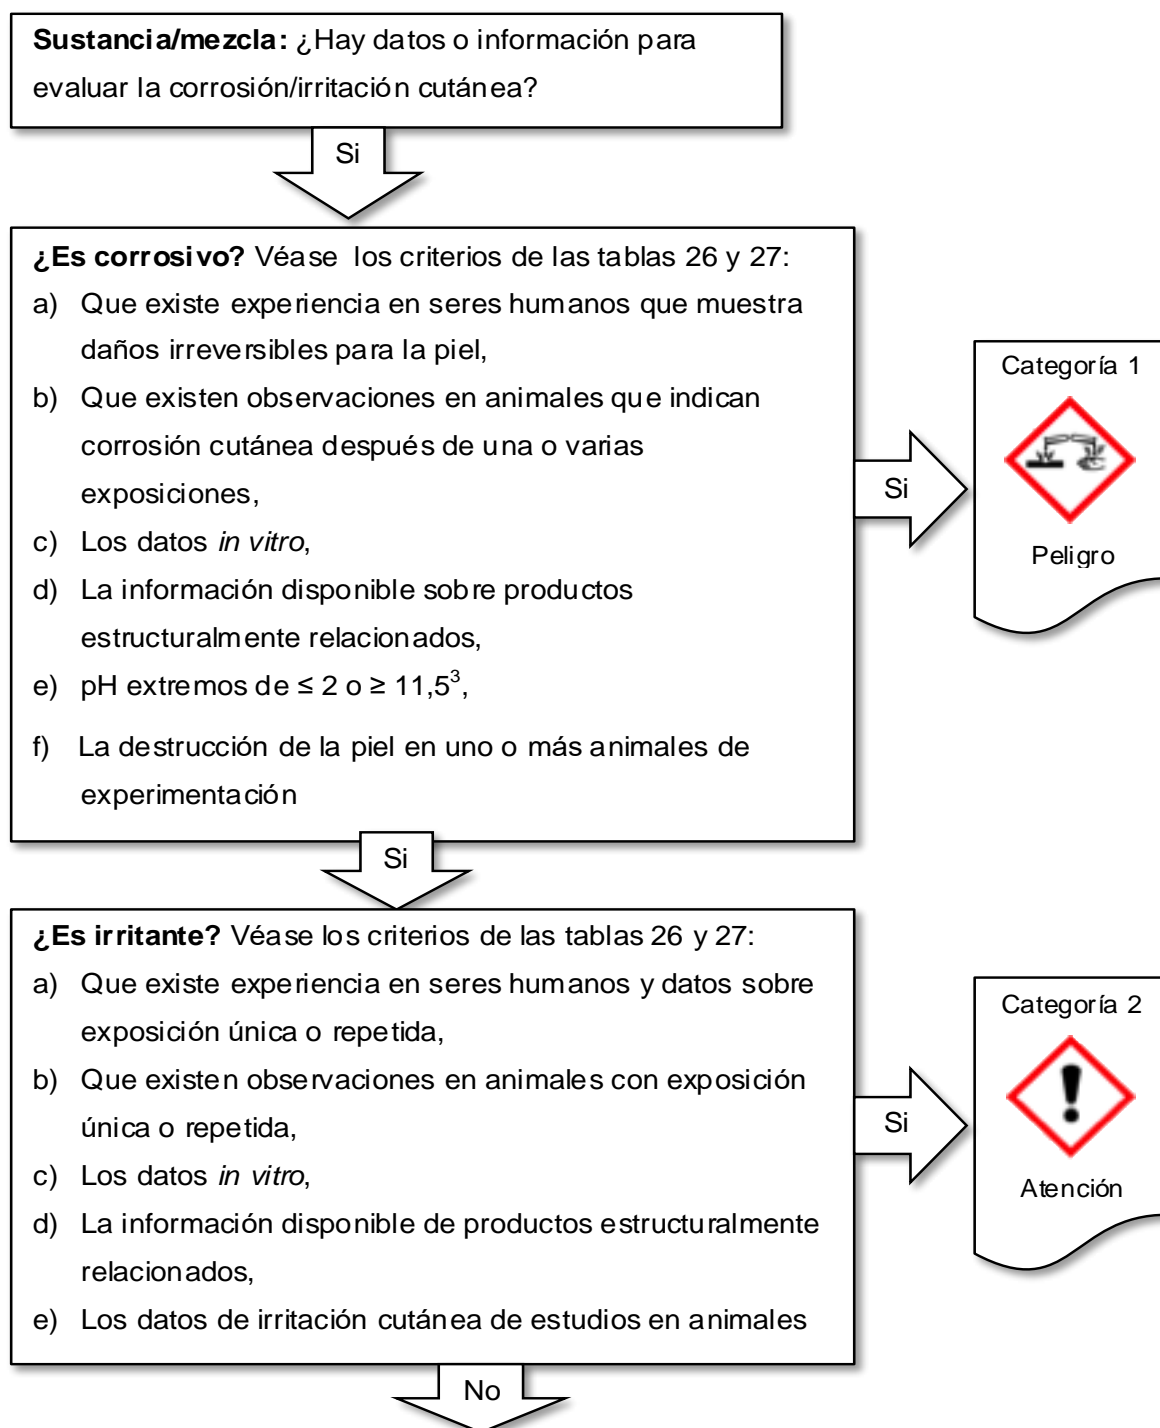 Sustancia/mezcla: ¿Hay datos o información para
evaluar la corrosión/irritación cutánea?
Si
¿Es corrosivo? Véase los criterios de las tablas 26 y 27:
a) Que existe experiencia en seres humanos que muestra
daños irreversibles para la piel,
b) Que existen observaciones en animales que indican
corrosión cutánea después de una o varias
exposiciones,
c) Los datos in vitro,
d) La información disponible sobre productos
estructuralmente relacionados,
e) pH extremos de ≤ 2 o ≥ 11,5³,
f) La destrucción de la piel en uno o más animales de
experimentación
Si
Categoría 1
Peligro
Si
¿Es irritante? Véase los criterios de las tablas 26 y 27:
a) Que existe experiencia en seres humanos y datos sobre
exposición única o repetida,
b) Que existen observaciones en animales con exposición
única o repetida,
c) Los datos in vitro,
d) La información disponible de productos estructuralmente
relacionados,
e) Los datos de irritación cutánea de estudios en animales
Si
Categoría 2
Atención
No